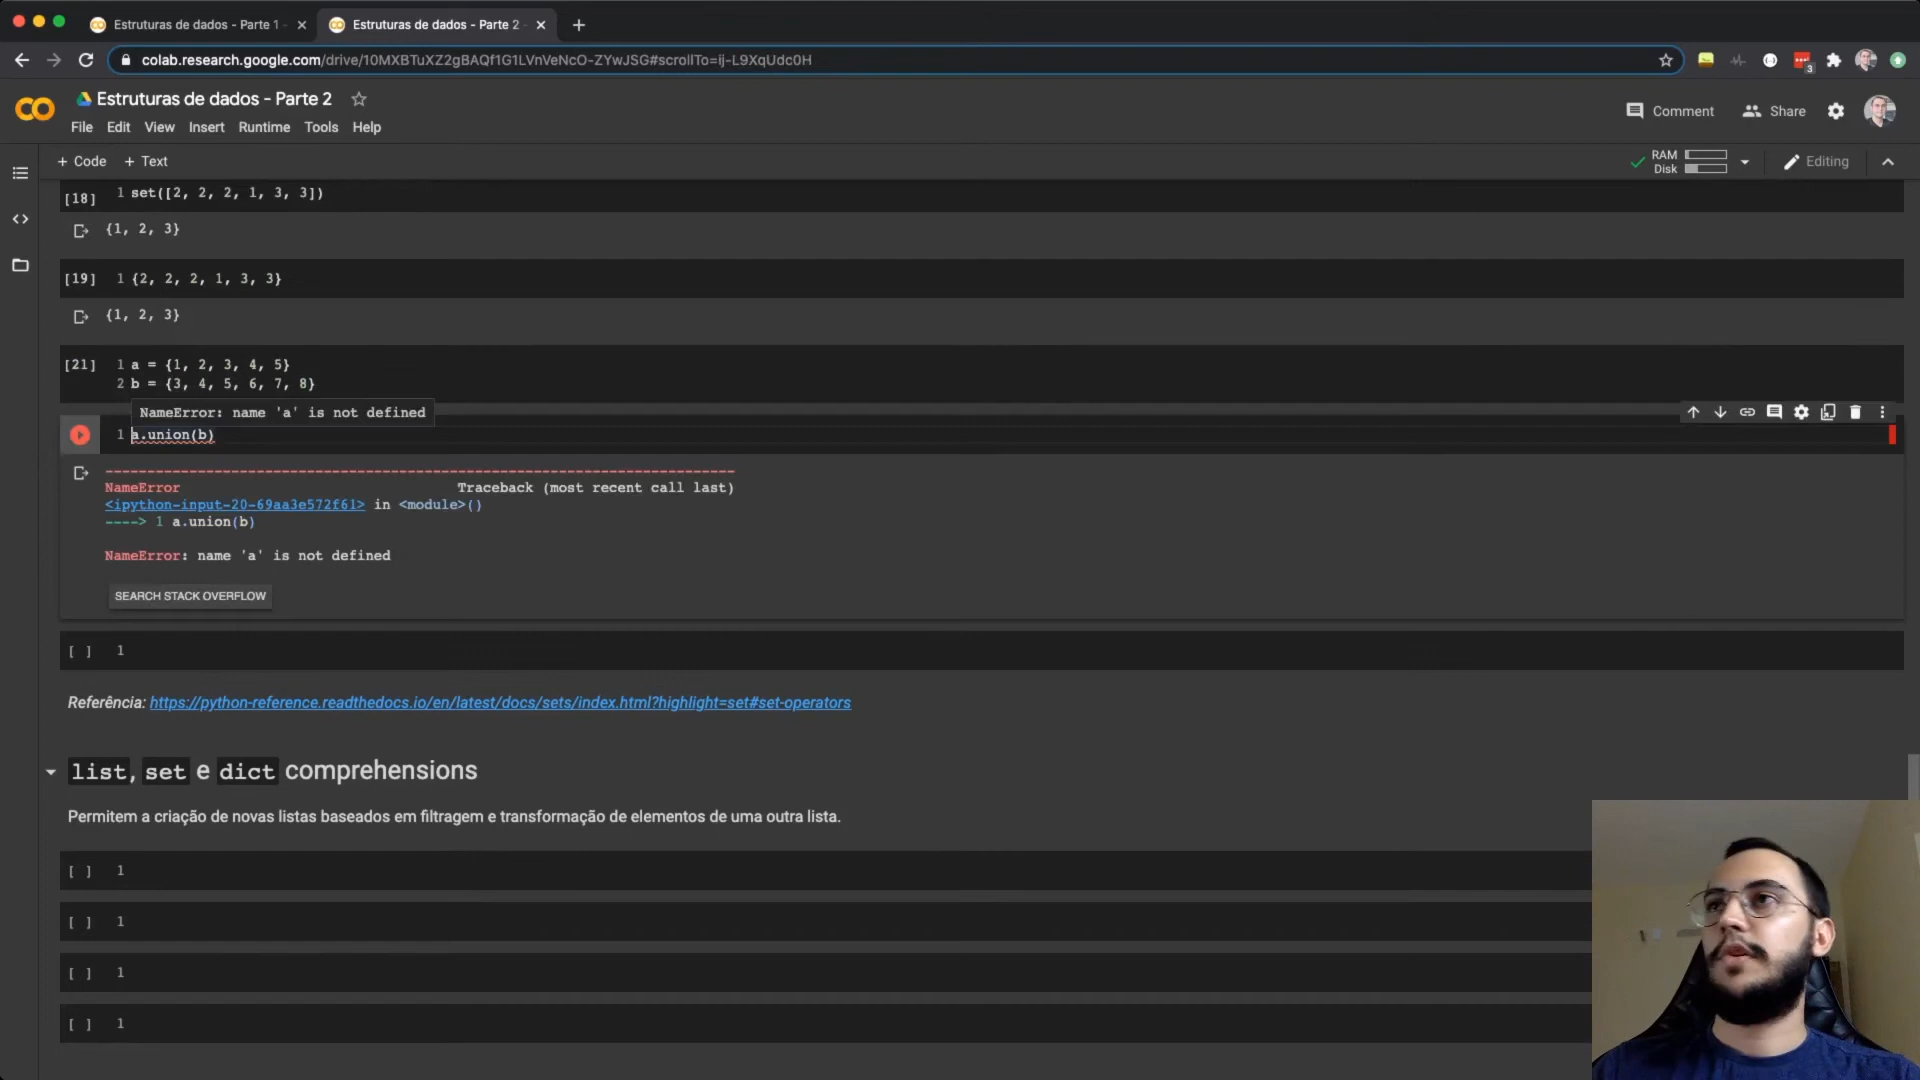 Estruturas de dados - Parte 1 -
Estruturas de dados - Parte 2 -
colab.research.google.com/drive/10MXBTuXZ2gBAQf1G1LVnVeNcO-ZYwJSG#scrollTo=ij-L9XqUdc0H
3
Estruturas de dados - Parte 2
File Edit View Insert Runtime Tools Help
Comment Share
+ Code + Text
RAM
Disk
Editing
[18] 1 set([2, 2, 2, 1, 3, 3])
{1, 2, 3}
[19] 1 {2, 2, 2, 1, 3, 3}
{1, 2, 3}
[21] 1 a = {1, 2, 3, 4, 5}
2 b = {3, 4, 5, 6, 7, 8}
NameError: name 'a' is not defined
1 a.union(b)
---------------------------------------------------------------------------
NameError Traceback (most recent call last)
<ipython-input-20-69aa3e572f61> in <module>()
----> 1 a.union(b)
NameError: name 'a' is not defined
SEARCH STACK OVERFLOW
[ ] 1
Referência: https://python-reference.readthedocs.io/en/latest/docs/sets/index.html?highlight=set#set-operators
list, set e dict comprehensions
Permitem a criação de novas listas baseados em filtragem e transformação de elementos de uma outra lista.
[ ] 1
[ ] 1
[ ] 1
[ ] 1